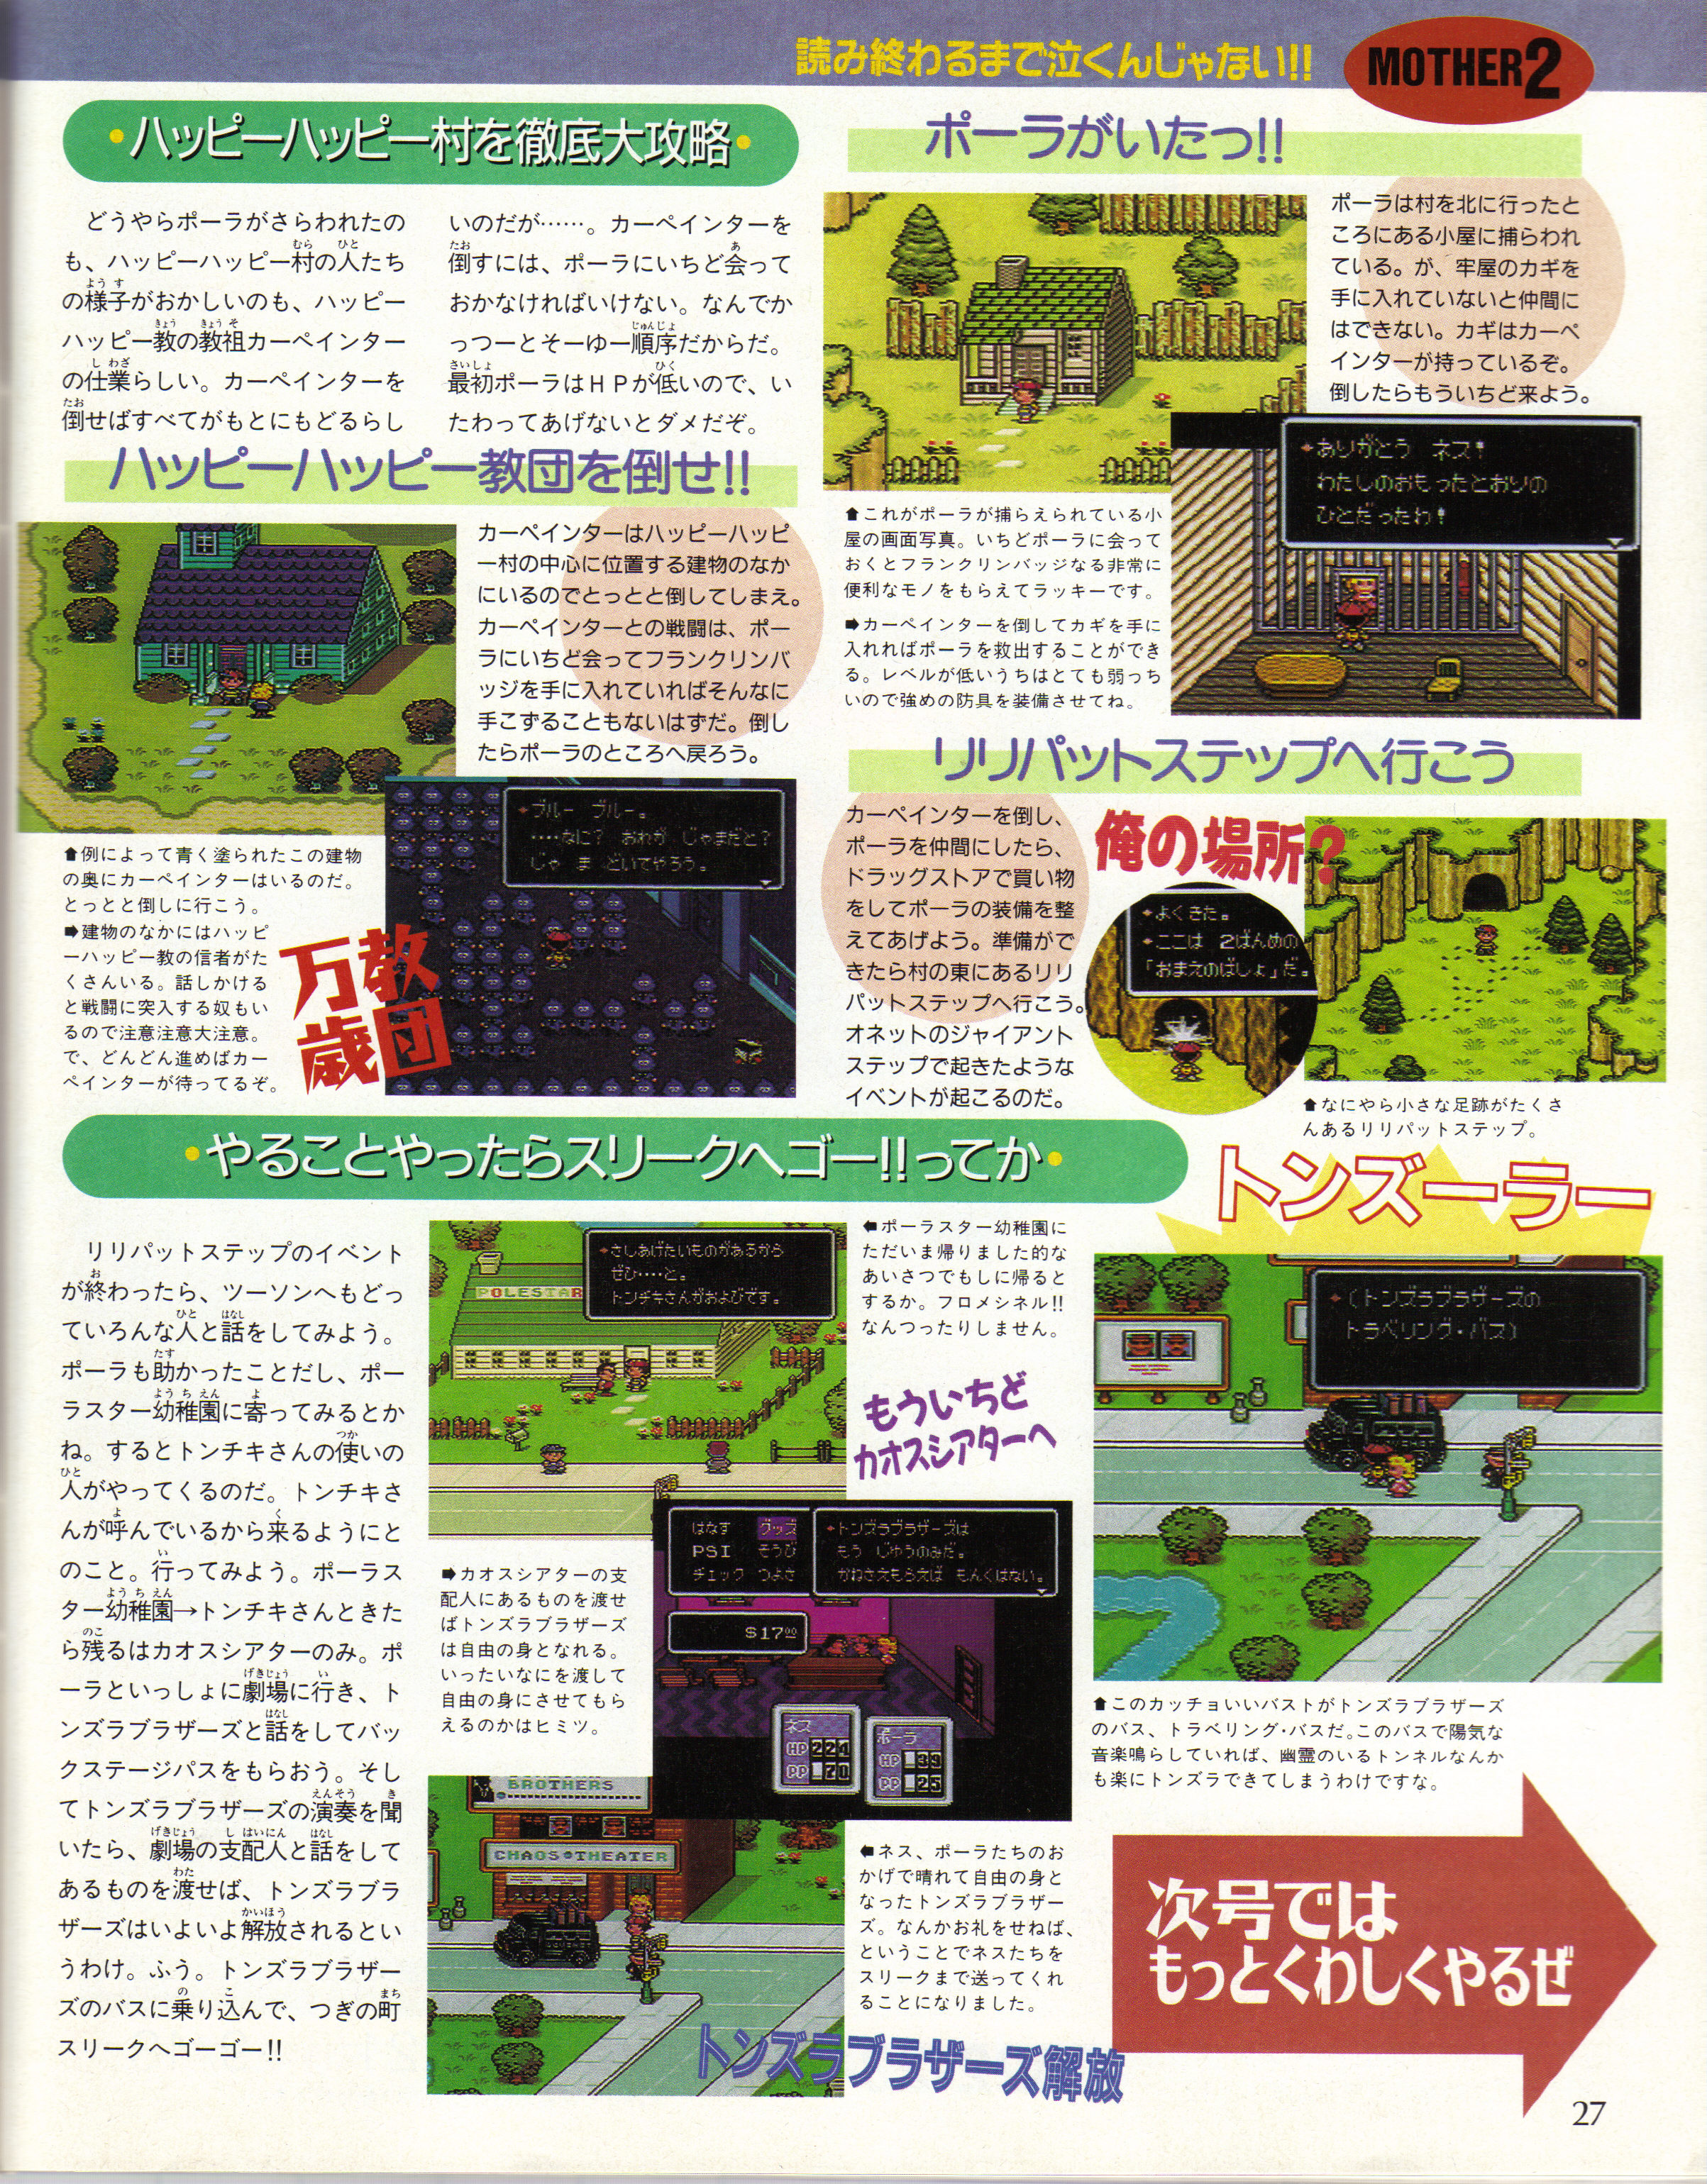 読み終わるまで泣くんじゃない!!
MOTHER2
・ハッピーハッピー村を徹底大攻略・
どうやらポーラがさらわれたの
も、ハッピーハッピー村の人たち
の様子がおかしいのも、ハッピー
ハッピー教の教祖カーペインター
の仕業らしい。カーペインターを
倒せばすべてがもとにもどるらし
いのだが……。カーペインターを
倒すには、ポーラにいちど会って
おかなければいけない。なんでか
っつーとそーゆー順序だからだ。
最初ポーラはHPが低いので、い
たわってあげないとダメだぞ。
ハッピーハッピー教団を倒せ!!
カーペインターはハッピーハッピ
ー村の中心に位置する建物のなか
にいるのでとっとと倒してしまえ。
カーペインターとの戦闘は、ポー
ラにいちど会ってフランクリンバ
ッジを手に入れていればそんなに
手こずることもないはずだ。倒し
たらポーラのところへ戻ろう。
⬆例によって青く塗られたこの建物
の奥にカーペインターはいるのだ。
とっとと倒しに行こう。
➡建物のなかにはハッピ
ーハッピー教の信者がた
くさんいる。話しかける
と戦闘に突入する奴もい
るので注意注意大注意。
で、どんどん進めばカー
ペインターが待ってるぞ。
教団
万歳
ブルー ブルー。
‥‥なに? おれが じゃまだと?
じゃ ま どいてやろう。
ポーラがいたっ!!
ポーラは村を北に行ったと
ころにある小屋に捕らわれ
ている。が、牢屋のカギを
手に入れていないと仲間に
はできない。カギはカーペ
インターが持っているぞ。
倒したらもういちど来よう。
ありがとう ネス!
わたしのおもったとおりの
ひとだったわ!
⬆これがポーラが捕らえられている小
屋の画面写真。いちどポーラに会って
おくとフランクリンバッジなる非常に
便利なモノをもらえてラッキーです。
➡カーペインターを倒してカギを手に
入れればポーラを救出することができ
る。レベルが低いうちはとても弱っち
いので強めの防具を装備させてね。
リリパットステップへ行こう
カーペインターを倒し、
ポーラを仲間にしたら、
ドラッグストアで買い物
をしてポーラの装備を整
えてあげよう。準備がで
きたら村の東にあるリリ
パットステップへ行こう。
オネットのジャイアント
ステップで起きたような
イベントが起こるのだ。
俺の場所?
よくきた。
ここは 2ばんめの
「おまえのばしょ」だ。
⬆なにやら小さな足跡がたくさ
んあるリリパットステップ。
・やることやったらスリークへゴー!!ってか・
リリパットステップのイベント
が終わったら、ツーソンへもどっ
ていろんな人と話をしてみよう。
ポーラも助かったことだし、ポー
ラスター幼稚園に寄ってみるとか
ね。するとトンチキさんの使いの
人がやってくるのだ。トンチキさ
んが呼んでいるから来るようにと
のこと。行ってみよう。ポーラス
ター幼稚園→トンチキさんときた
ら残るはカオスシアターのみ。ポ
ーラといっしょに劇場に行き、ト
ンズラブラザーズと話をしてバッ
クステージパスをもらおう。そし
てトンズラブラザーズの演奏を聞
いたら、劇場の支配人と話をして
あるものを渡せば、トンズラブラ
ザーズはいよいよ解放されるとい
うわけ。ふう。トンズラブラザー
ズのバスに乗り込んで、つぎの町
スリークへゴーゴー!!
さしあげたいものがあるから
ぜひ‥‥と。
トンチキさんがおよびです。
POLESTAR
⬅ポーラスター幼稚園に
ただいま帰りました的な
あいさつでもしに帰ると
するか。フロメシネル!!
なんつったりしません。
もういちど
カオスシアターへ
はなす グッズ
PSI そうび
チェック つよさ
トンズラブラザーズは
もう じゆうのみだ。
かねさえもらえば もんくはない。
$17.00
ネス
HP 224
PP 70
ポーラ
HP 39
PP 25
➡カオスシアターの支
配人にあるものを渡せ
ばトンズラブラザーズ
は自由の身となれる。
いったいなにを渡して
自由の身にさせてもら
えるのかはヒミツ。
BROTHERS
CHAOS THEATER
⬅ネス、ポーラたちのお
かげで晴れて自由の身と
なったトンズラブラザー
ズ。なんかお礼をせねば、
ということでネスたちを
スリークまで送ってくれ
ることになりました。
トンズラブラザーズ解放
トンズーラー
(トンズラブラザーズの
トラベリング・バス)
⬆このカッチョいいバストがトンズラブラザーズ
のバス、トラベリング・バスだ。このバスで陽気な
音楽鳴らしていれば、幽霊のいるトンネルなんか
も楽にトンズラできてしまうわけですな。
次号では
もっとくわしくやるぜ
27